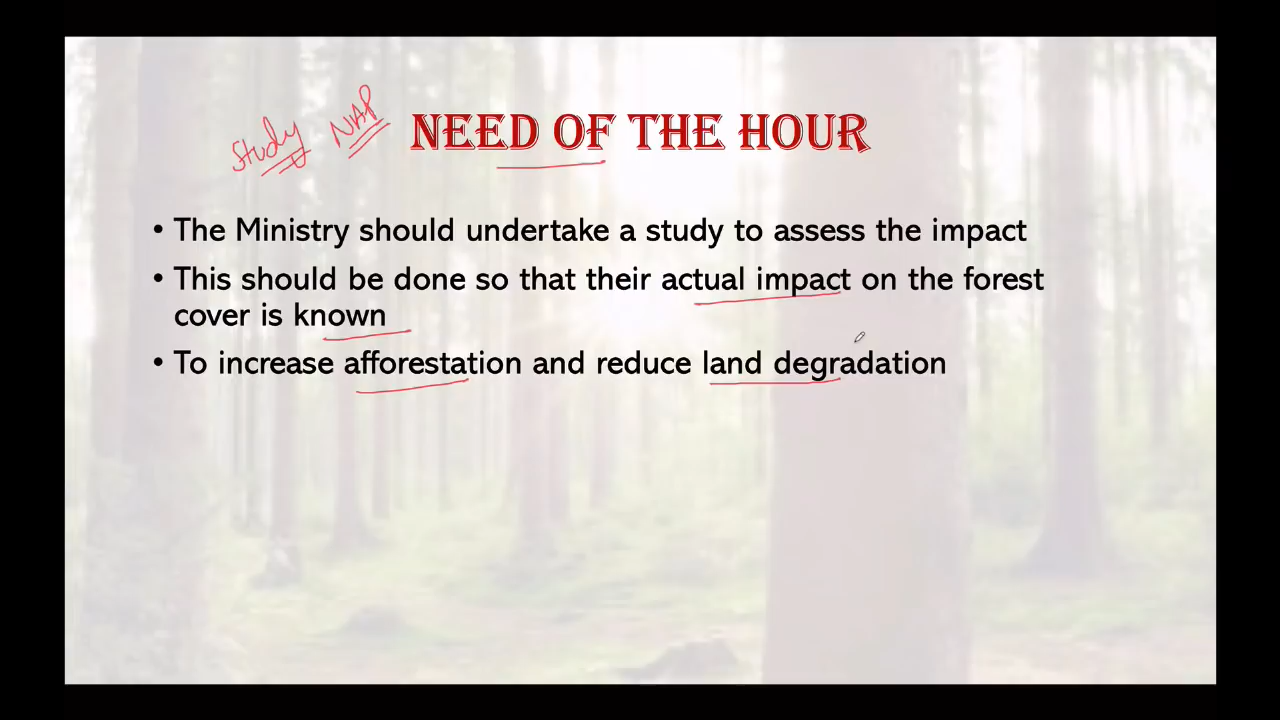 Study NAP
NEED OF THE HOUR
• The Ministry should undertake a study to assess the impact
• This should be done so that their actual impact on the forest
cover is known
• To increase afforestation and reduce land degradation